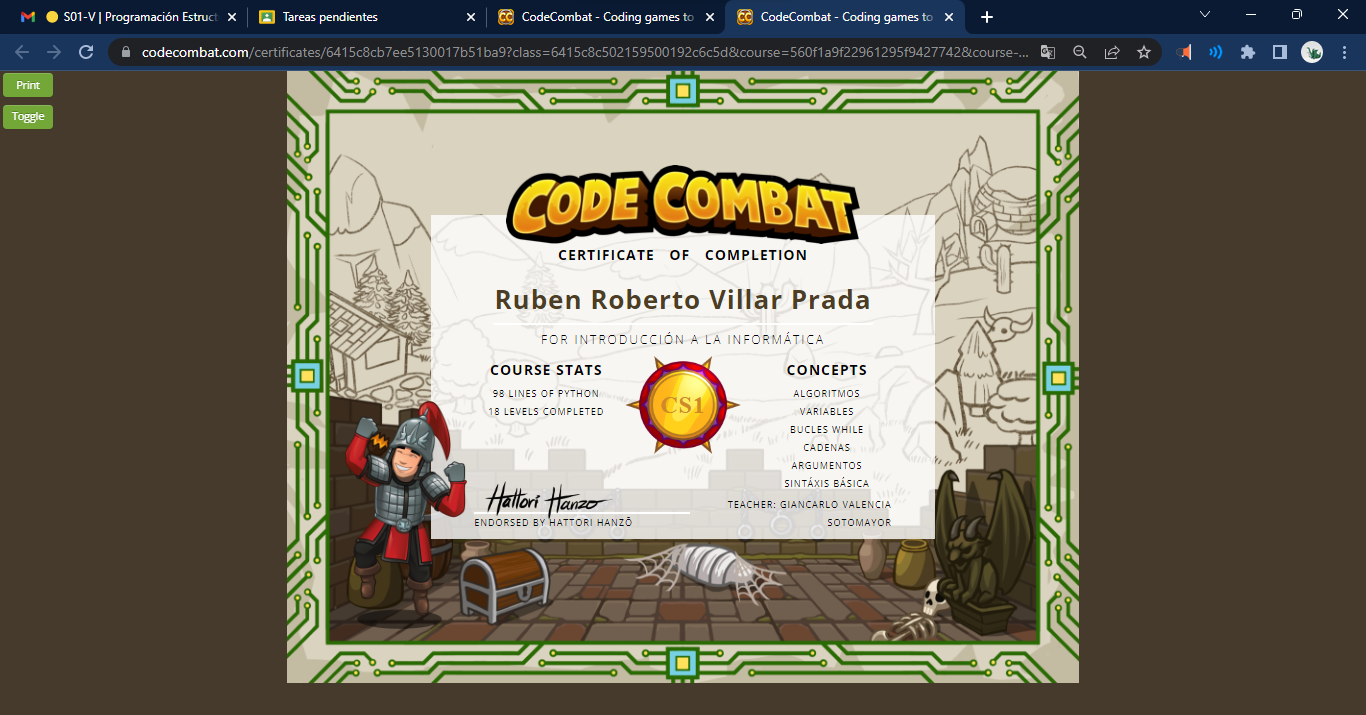 S01-V | Programación Estruct
Tareas pendientes
CodeCombat - Coding games to
CodeCombat - Coding games to
codecombat.com/certificates/6415c8cb7ee5130017b51ba9?class=6415c8c502159500192c6c5d&course=560f1a9f22961295f9427742&course-...
Print
Toggle
CODE COMBAT
CERTIFICATE OF COMPLETION
Ruben Roberto Villar Prada
FOR INTRODUCCIÓN A LA INFORMÁTICA
COURSE STATS
98 LINES OF PYTHON
18 LEVELS COMPLETED
CS1
CONCEPTS
ALGORITMOS
VARIABLES
BUCLES WHILE
CADENAS
ARGUMENTOS
SINTÁXIS BÁSICA
Hattori Hanzo
ENDORSED BY HATTORI HANZŌ
TEACHER: GIANCARLO VALENCIA
SOTOMAYOR